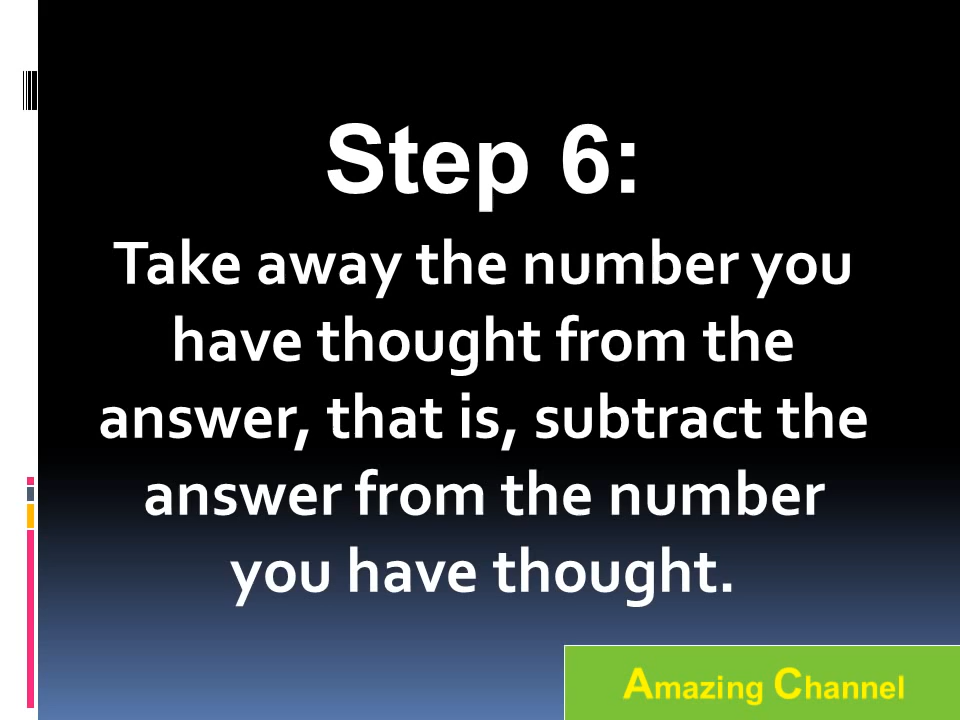 Step 6:
Take away the number you
have thought from the
answer, that is, subtract the
answer from the number
you have thought.
Amazing Channel